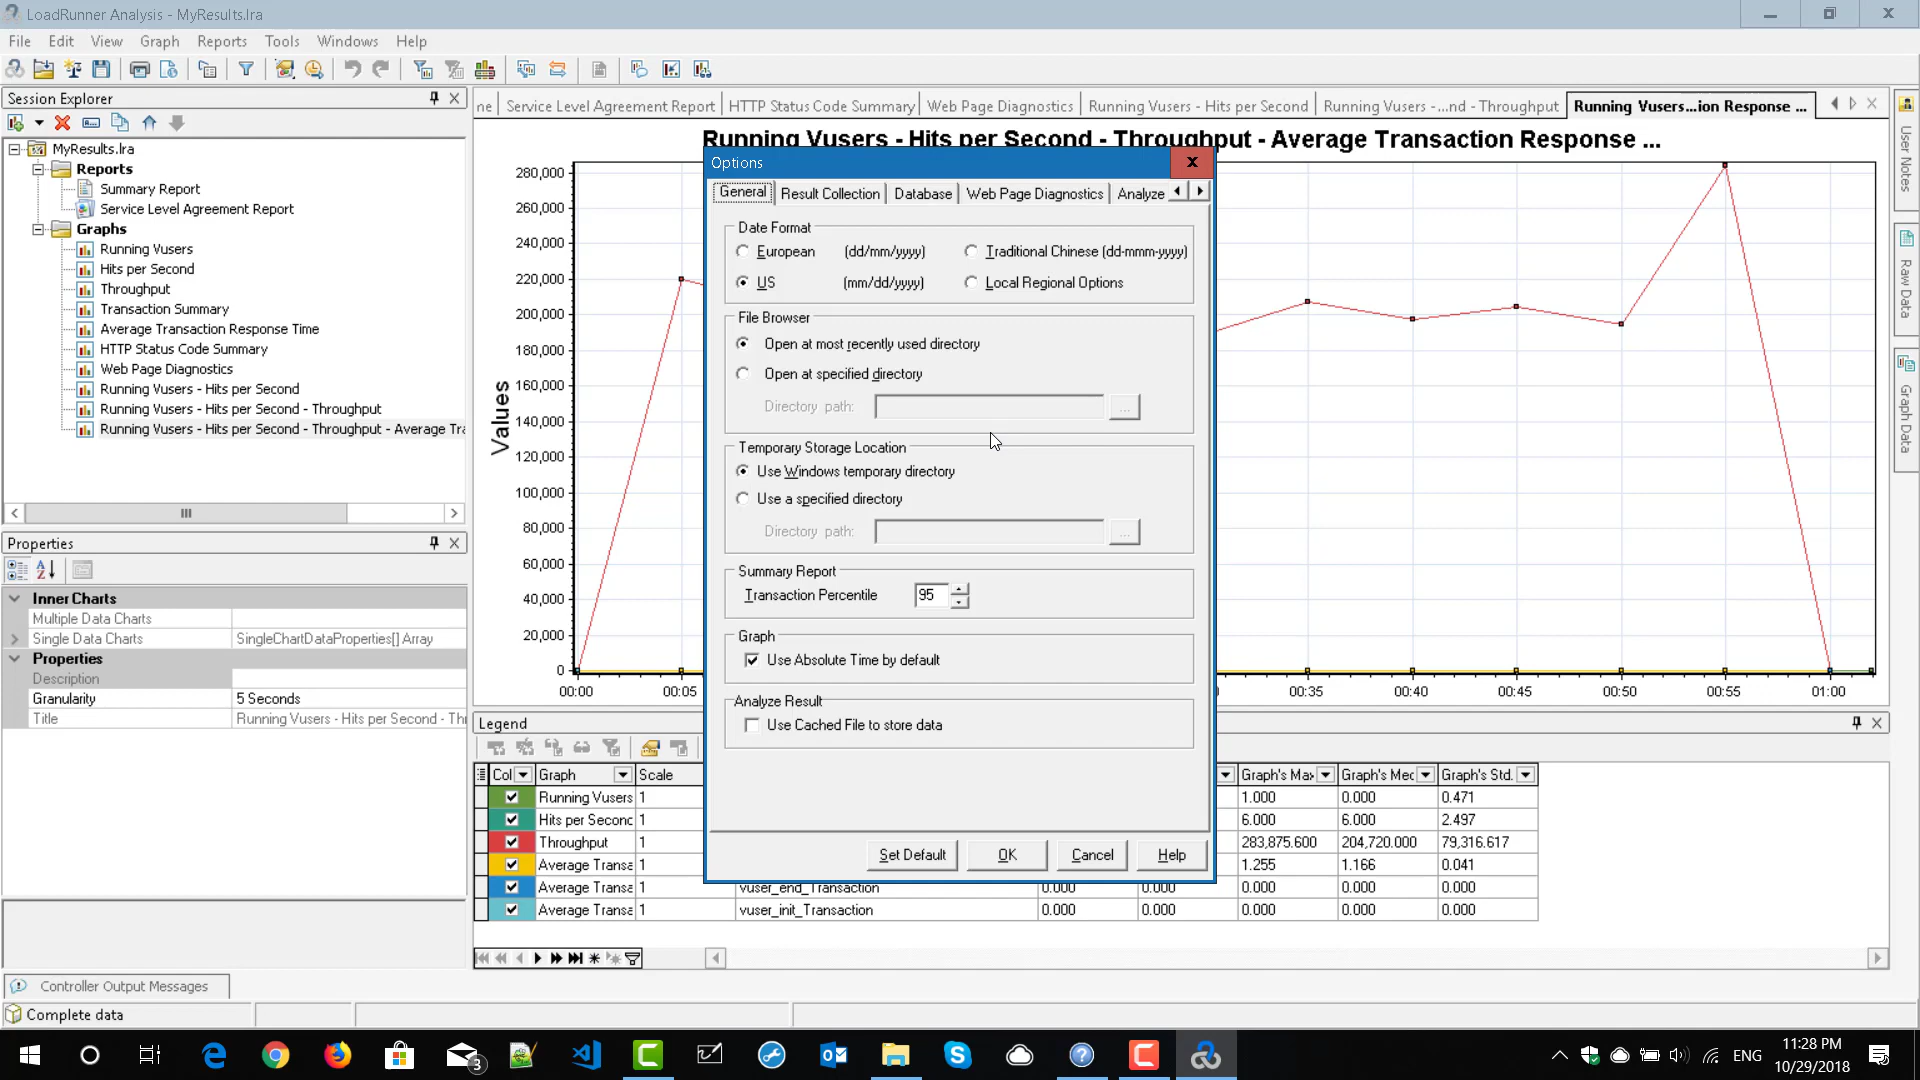 LoadRunner Analysis - MyResults.lra
File Edit View Graph Reports Tools Windows Help
Session Explorer
MyResults.lra
Reports
Summary Report
Service Level Agreement Report
Graphs
Running Vusers
Hits per Second
Throughput
Transaction Summary
Average Transaction Response Time
HTTP Status Code Summary
Web Page Diagnostics
Running Vusers - Hits per Second
Running Vusers - Hits per Second - Throughput
Running Vusers - Hits per Second - Throughput - Average Tra
Properties
Inner Charts
Multiple Data Charts
Single Data Charts SingleChartDataProperties[] Array
Properties
Description
Granularity 5 Seconds
Title Running Vusers - Hits per Second - Thr
Controller Output Messages
Complete data
ne Service Level Agreement Report HTTP Status Code Summary Web Page Diagnostics Running Vusers - Hits per Second Running Vusers -...nd - Throughput Running Vusers...ion Response ...
Running Vusers - Hits per Second - Throughput - Average Transaction Response ...
Values
280,000
260,000
240,000
220,000
200,000
180,000
160,000
140,000
120,000
100,000
80,000
60,000
40,000
20,000
0
00:00 00:05 00:35 00:40 00:45 00:50 00:55 01:00
Options
General Result Collection Database Web Page Diagnostics Analyze
Date Format
European (dd/mm/yyyy) Traditional Chinese (dd-mmm-yyyy)
US (mm/dd/yyyy) Local Regional Options
File Browser
Open at most recently used directory
Open at specified directory
Directory path: ...
Temporary Storage Location
Use Windows temporary directory
Use a specified directory
Directory path: ...
Summary Report
Transaction Percentile 95
Graph
Use Absolute Time by default
Analyze Result
Use Cached File to store data
Set Default OK Cancel Help
Legend
Col Graph Scale Graph's Max Graph's Med Graph's Std.
Running Vusers 1 1.000 0.000 0.471
Hits per Second 1 6.000 6.000 2.497
Throughput 1 283,875.600 204,720.000 79,316.617
Average Transa 1 1.255 1.166 0.041
Average Transa 1 vuser_end_Transaction 0.000 0.000 0.000 0.000 0.000
Average Transa 1 vuser_init_Transaction 0.000 0.000 0.000 0.000 0.000
User Notes
Raw Data
Graph Data
3
ENG
11:28 PM
10/29/2018